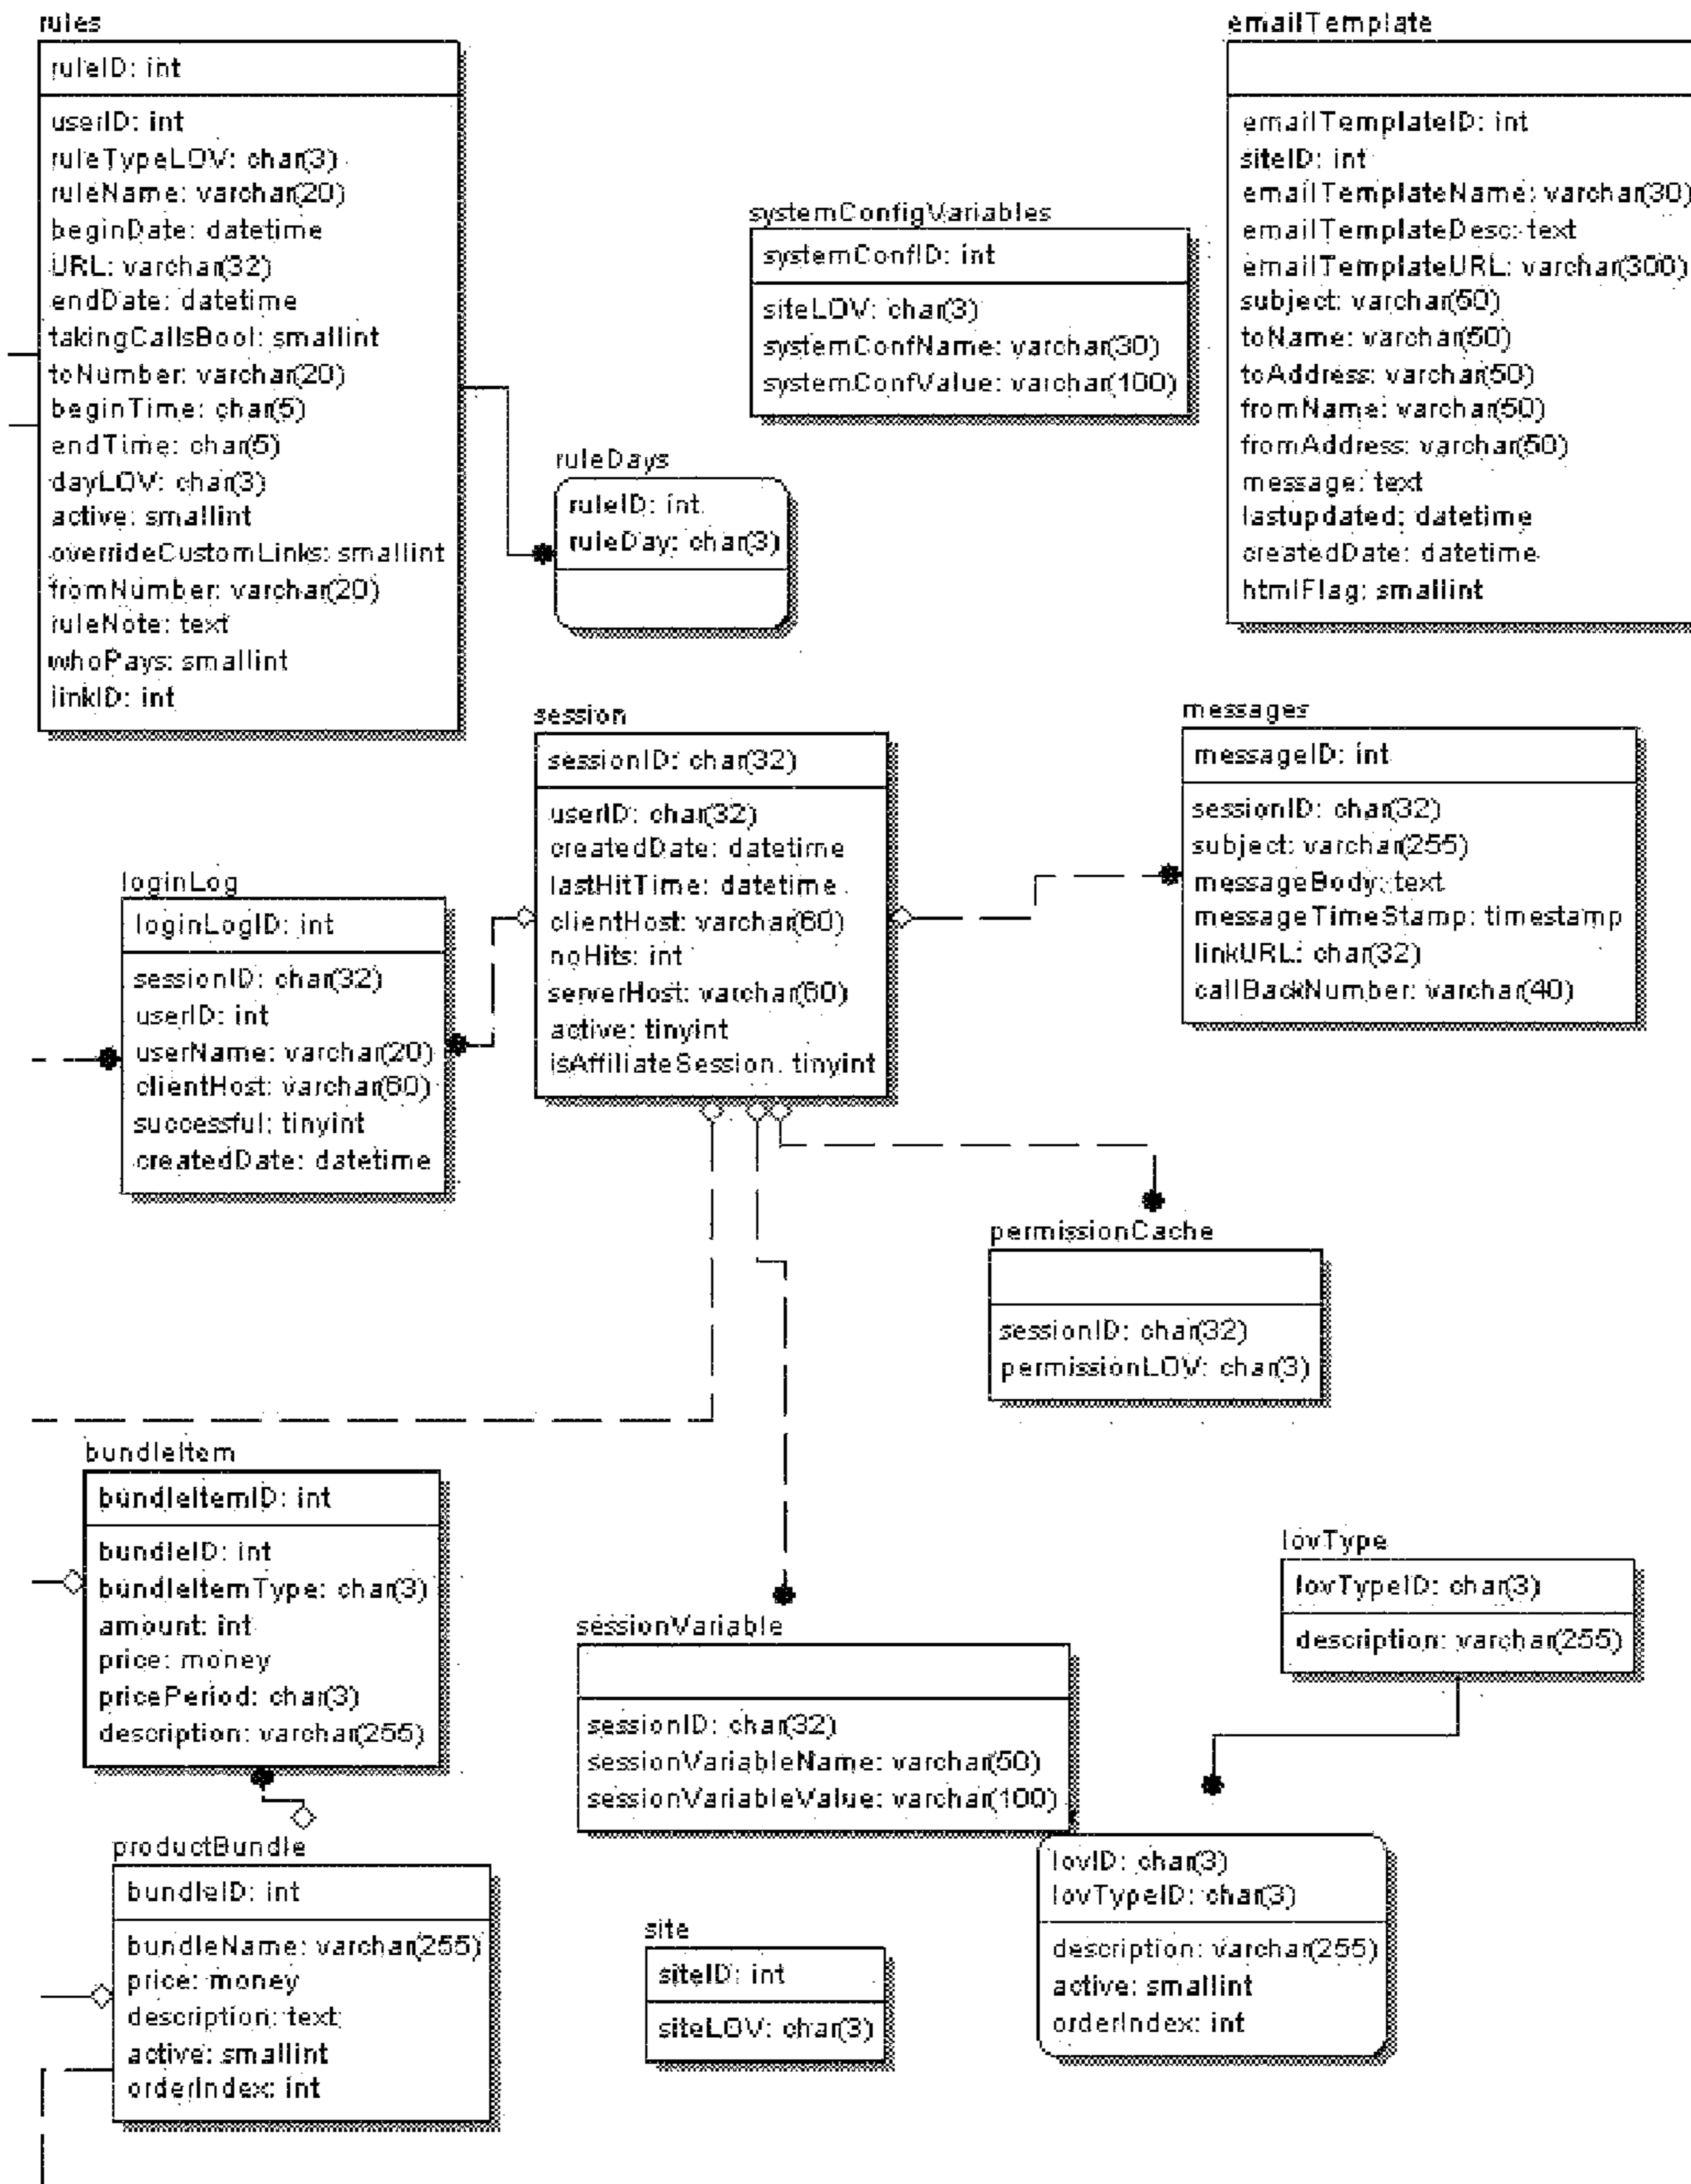 rules
ruleID: int
userID: int
ruleTypeLOV: char(3)
ruleName: varchar(20)
beginDate: datetime
URL: varchar(32)
endDate: datetime
takingCallsBool: smallint
toNumber: varchar(20)
beginTime: char(5)
endTime: char(5)
dayLOV: char(3)
active: smallint
overrideCustomLinks: smallint
fromNumber: varchar(20)
ruleNote: text
whoPays: smallint
linkID: int
emailTemplate
emailTemplateID: int
siteID: int
emailTemplateName: varchar(30)
emailTemplateDesc: text
emailTemplateURL: varchar(300)
subject: varchar(50)
toName: varchar(50)
toAddress: varchar(50)
fromName: varchar(50)
fromAddress: varchar(50)
message: text
lastupdated: datetime
createdDate: datetime
htmlFlag: smallint
systemConfigVariables
systemConfID: int
siteLOV: char(3)
systemConfName: varchar(30)
systemConfValue: varchar(100)
ruleDays
ruleID: int
ruleDay: char(3)
session
sessionID: char(32)
userID: char(32)
createdDate: datetime
lastHitTime: datetime
clientHost: varchar(60)
noHits: int
serverHost: varchar(60)
active: tinyint
isAffiliateSession: tinyint
messages
messageID: int
sessionID: char(32)
subject: varchar(255)
messageBody: text
messageTimeStamp: timestamp
linkURL: char(32)
callBackNumber: varchar(40)
loginLog
loginLogID: int
sessionID: char(32)
userID: int
userName: varchar(20)
clientHost: varchar(60)
successful: tinyint
createdDate: datetime
permissionCache
sessionID: char(32)
permissionLOV: char(3)
bundleItem
bundleItemID: int
bundleID: int
bundleItemType: char(3)
amount: int
price: money
pricePeriod: char(3)
description: varchar(255)
sessionVariable
sessionID: char(32)
sessionVariableName: varchar(50)
sessionVariableValue: varchar(100)
lovType
lovTypeID: char(3)
description: varchar(255)
lovID: char(3)
lovTypeID: char(3)
description: varchar(255)
active: smallint
orderIndex: int
productBundle
bundleID: int
bundleName: varchar(255)
price: money
description: text
active: smallint
orderIndex: int
site
siteID: int
siteLOV: char(3)